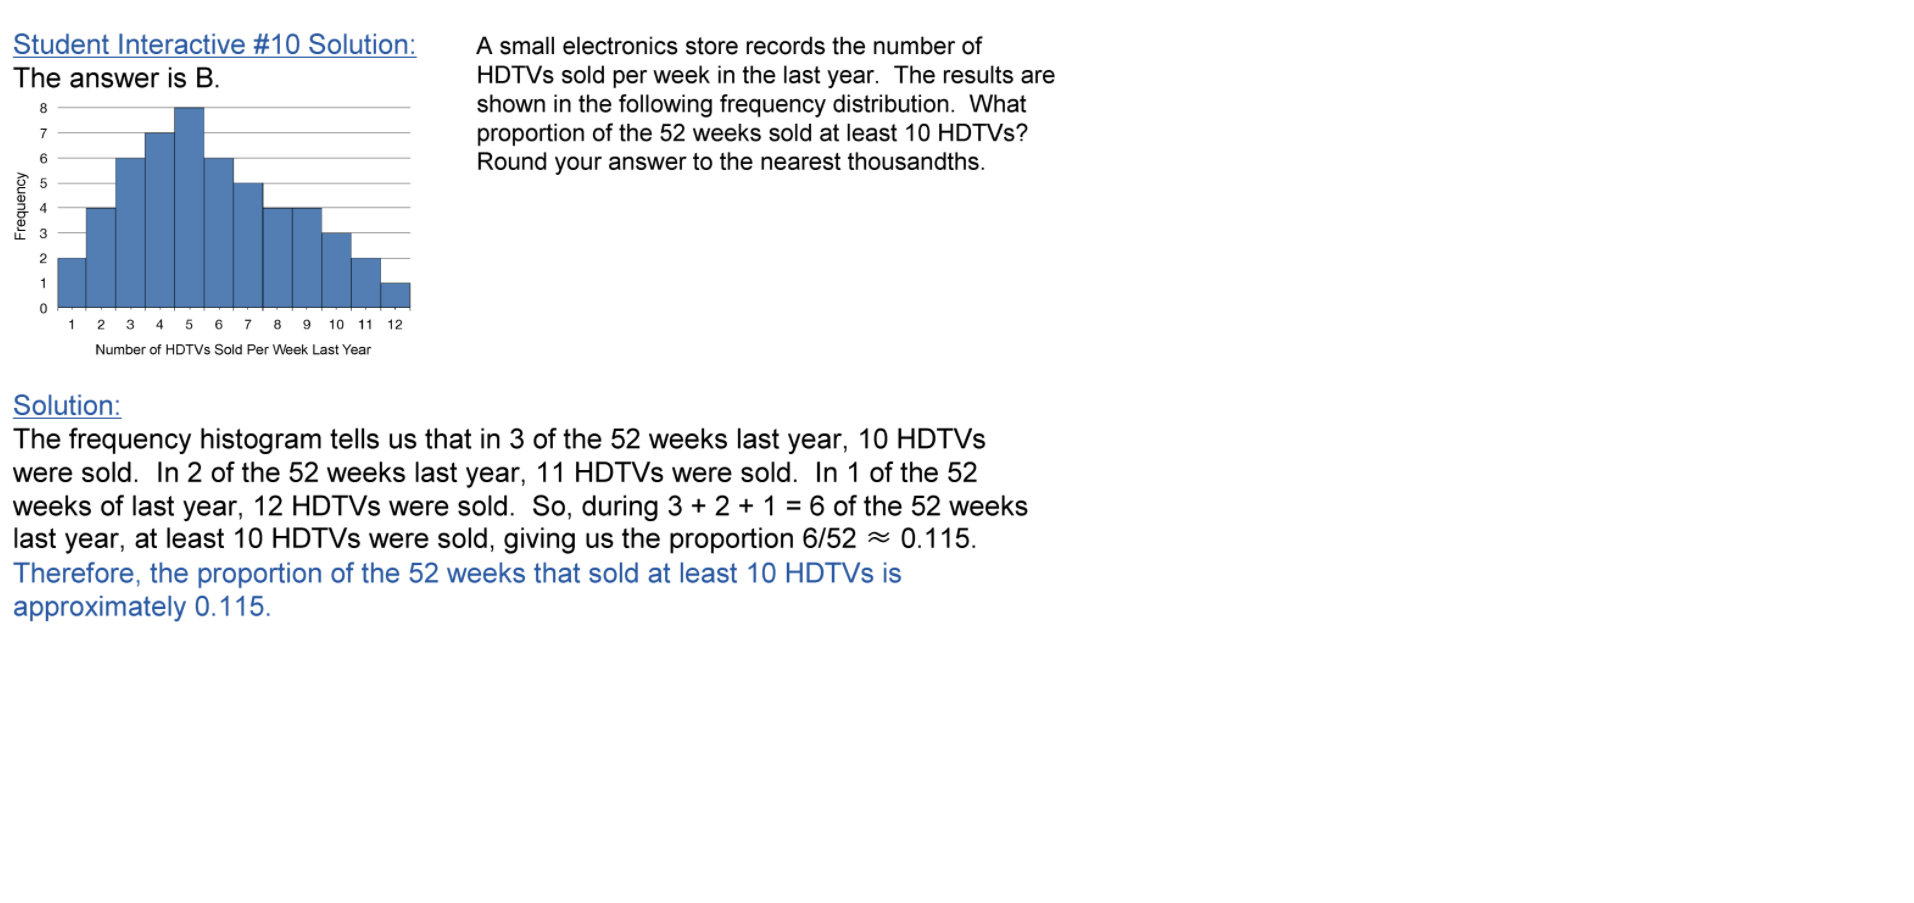 Student Interactive #10 Solution:
The answer is B.
8
7
6
5
4
3
2
1
0
Frequency
1 2 3 4 5 6 7 8 9 10 11 12
Number of HDTVs Sold Per Week Last Year
A small electronics store records the number of
HDTVs sold per week in the last year.  The results are
shown in the following frequency distribution.  What
proportion of the 52 weeks sold at least 10 HDTVs?
Round your answer to the nearest thousandths.
Solution:
The frequency histogram tells us that in 3 of the 52 weeks last year, 10 HDTVs
were sold.  In 2 of the 52 weeks last year, 11 HDTVs were sold.  In 1 of the 52
weeks of last year, 12 HDTVs were sold.  So, during 3 + 2 + 1 = 6 of the 52 weeks
last year, at least 10 HDTVs were sold, giving us the proportion 6/52 ≈ 0.115.
Therefore, the proportion of the 52 weeks that sold at least 10 HDTVs is
approximately 0.115.